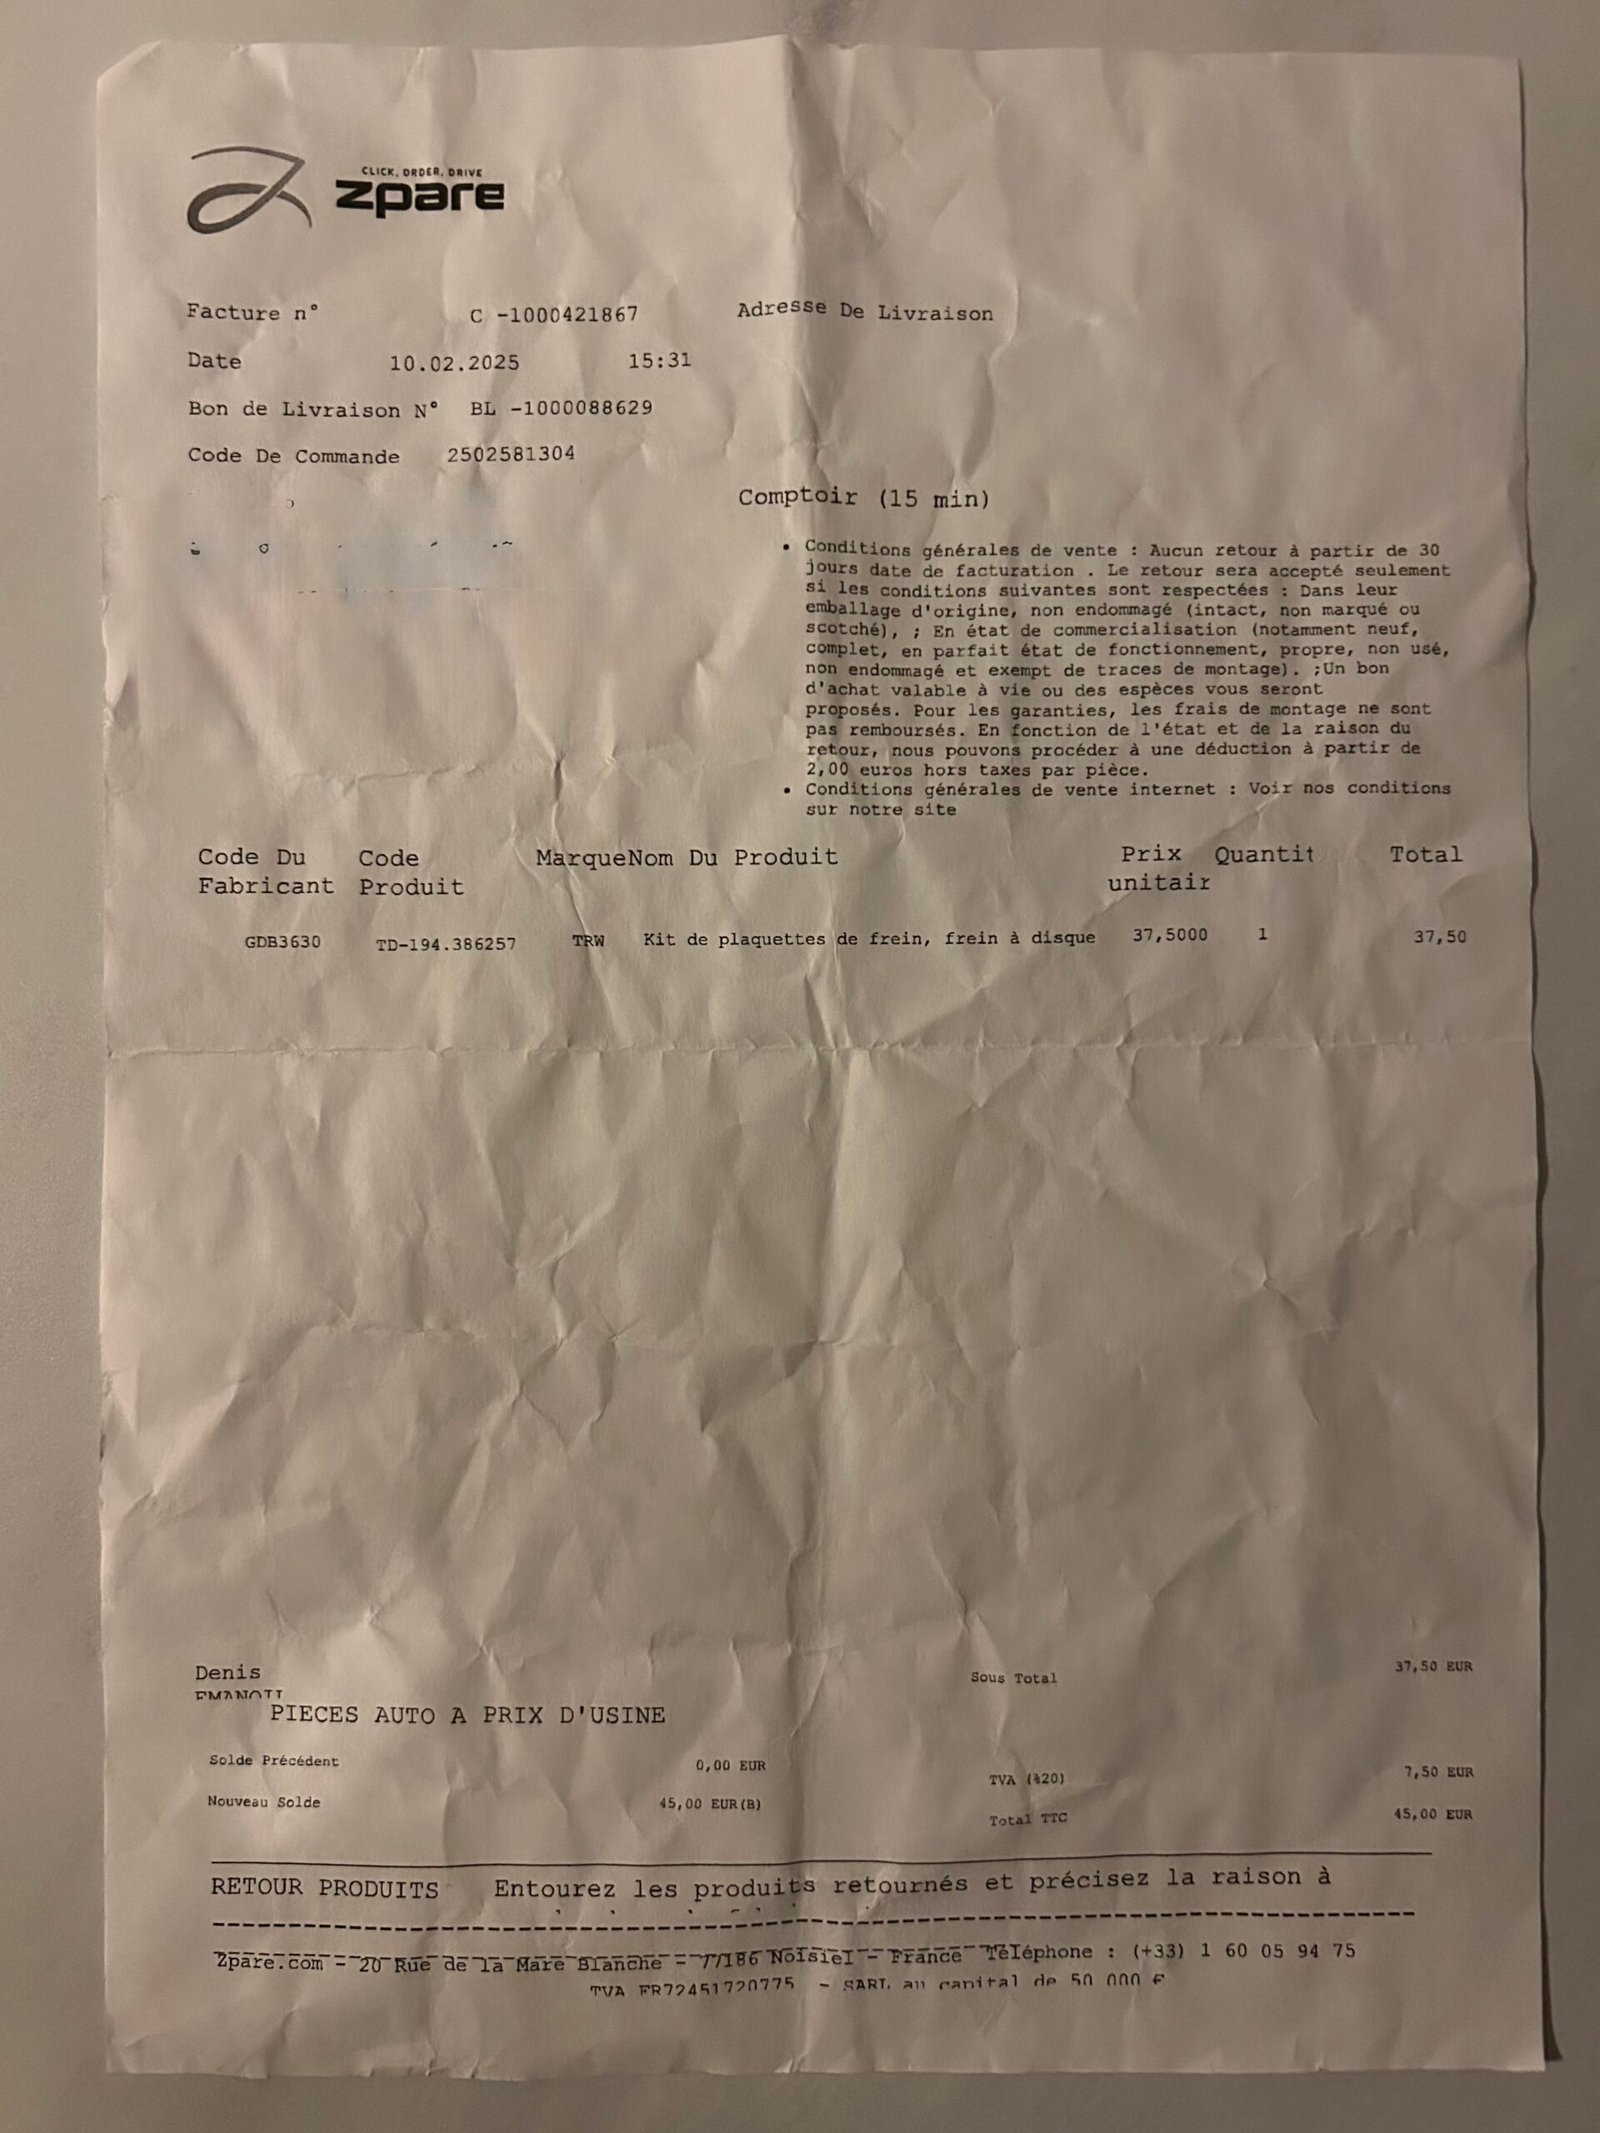 CLICK, ORDER, DRIVE
zpare
Facture n° C -1000421867
Adresse De Livraison
Date 10.02.2025 15:31
Bon de Livraison N° BL -1000088629
Code De Commande 2502581304
Comptoir (15 min)
• Conditions générales de vente : Aucun retour à partir de 30
jours date de facturation . Le retour sera accepté seulement
si les conditions suivantes sont respectées : Dans leur
emballage d'origine, non endommagé (intact, non marqué ou
scotché), ; En état de commercialisation (notamment neuf,
complet, en parfait état de fonctionnement, propre, non usé,
non endommagé et exempt de traces de montage). ;Un bon
d'achat valable à vie ou des espèces vous seront
proposés. Pour les garanties, les frais de montage ne sont
pas remboursés. En fonction de l'état et de la raison du
retour, nous pouvons procéder à une déduction à partir de
2,00 euros hors taxes par pièce.
• Conditions générales de vente internet : Voir nos conditions
sur notre site
Code Du Code MarqueNom Du Produit Prix Quantit Total
Fabricant Produit unitair
GDB3630 TD-194.386257 TRW Kit de plaquettes de frein, frein à disque 37,5000 1 37,50
Denis
Sous Total 37,50 EUR
PIECES AUTO A PRIX D'USINE
Solde Précédent 0,00 EUR
TVA (%20) 7,50 EUR
Nouveau Solde 45,00 EUR(B)
Total TTC 45,00 EUR
RETOUR PRODUITS Entourez les produits retournés et précisez la raison à
Zpare.com - 20 Rue de la Mare Blanche - 77186 Noisiel - France Téléphone : (+33) 1 60 05 94 75
TVA FR72451720775 - SARL au capital de 50 000 €